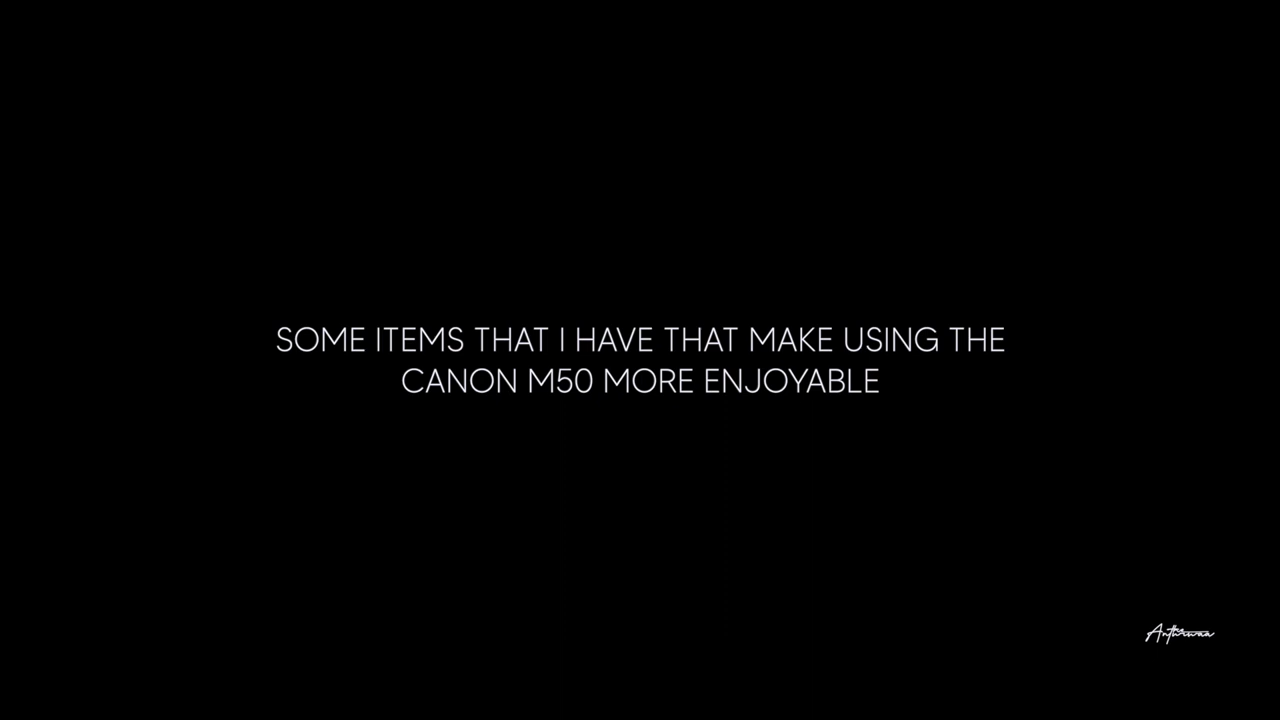 SOME ITEMS THAT I HAVE THAT MAKE USING THE
CANON M50 MORE ENJOYABLE